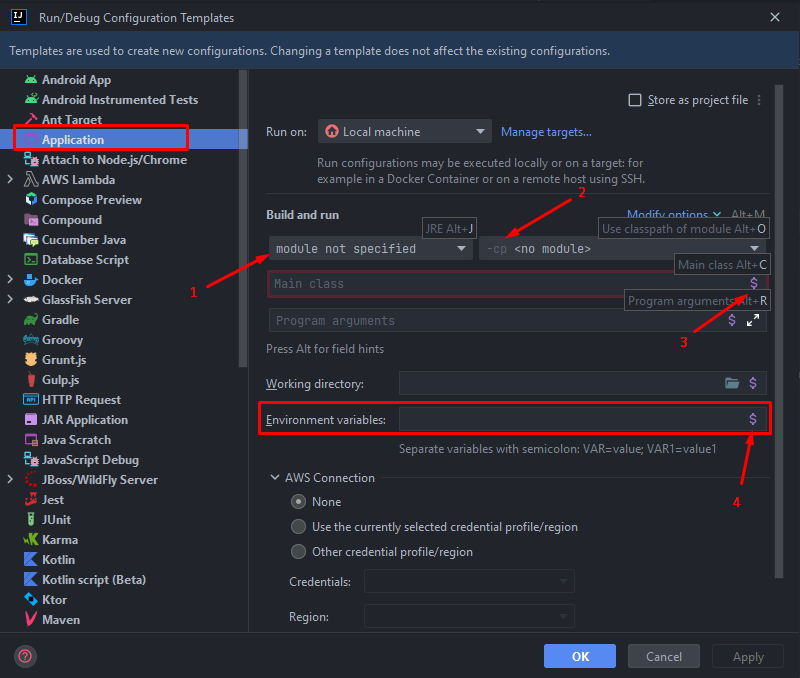 IJ Run/Debug Configuration Templates
Templates are used to create new configurations. Changing a template does not affect the existing configurations.
Android App
Android Instrumented Tests
Ant Target
Application
Attach to Node.js/Chrome
AWS Lambda
Compose Preview
Compound
Cucumber Java
Database Script
Docker
GlassFish Server
Gradle
Groovy
Grunt.js
Gulp.js
HTTP Request
JAR Application
Java Scratch
JavaScript Debug
JBoss/WildFly Server
Jest
JUnit
Karma
Kotlin
Kotlin script (Beta)
Ktor
Maven
Store as project file
Run on: Local machine Manage targets...
Run configurations may be executed locally or on a target: for
example in a Docker Container or on a remote host using SSH.
2
Build and run Modify options Alt+M
JRE Alt+J Use classpath of module Alt+O
module not specified -cp <no module>
Main class Alt+C
1
Main class $
Program arguments Alt+R
Program arguments $
3
Press Alt for field hints
Working directory: $
Environment variables: $
Separate variables with semicolon: VAR=value; VAR1=value1
AWS Connection
4
None
Use the currently selected credential profile/region
Other credential profile/region
Credentials:
Region:
? OK Cancel Apply